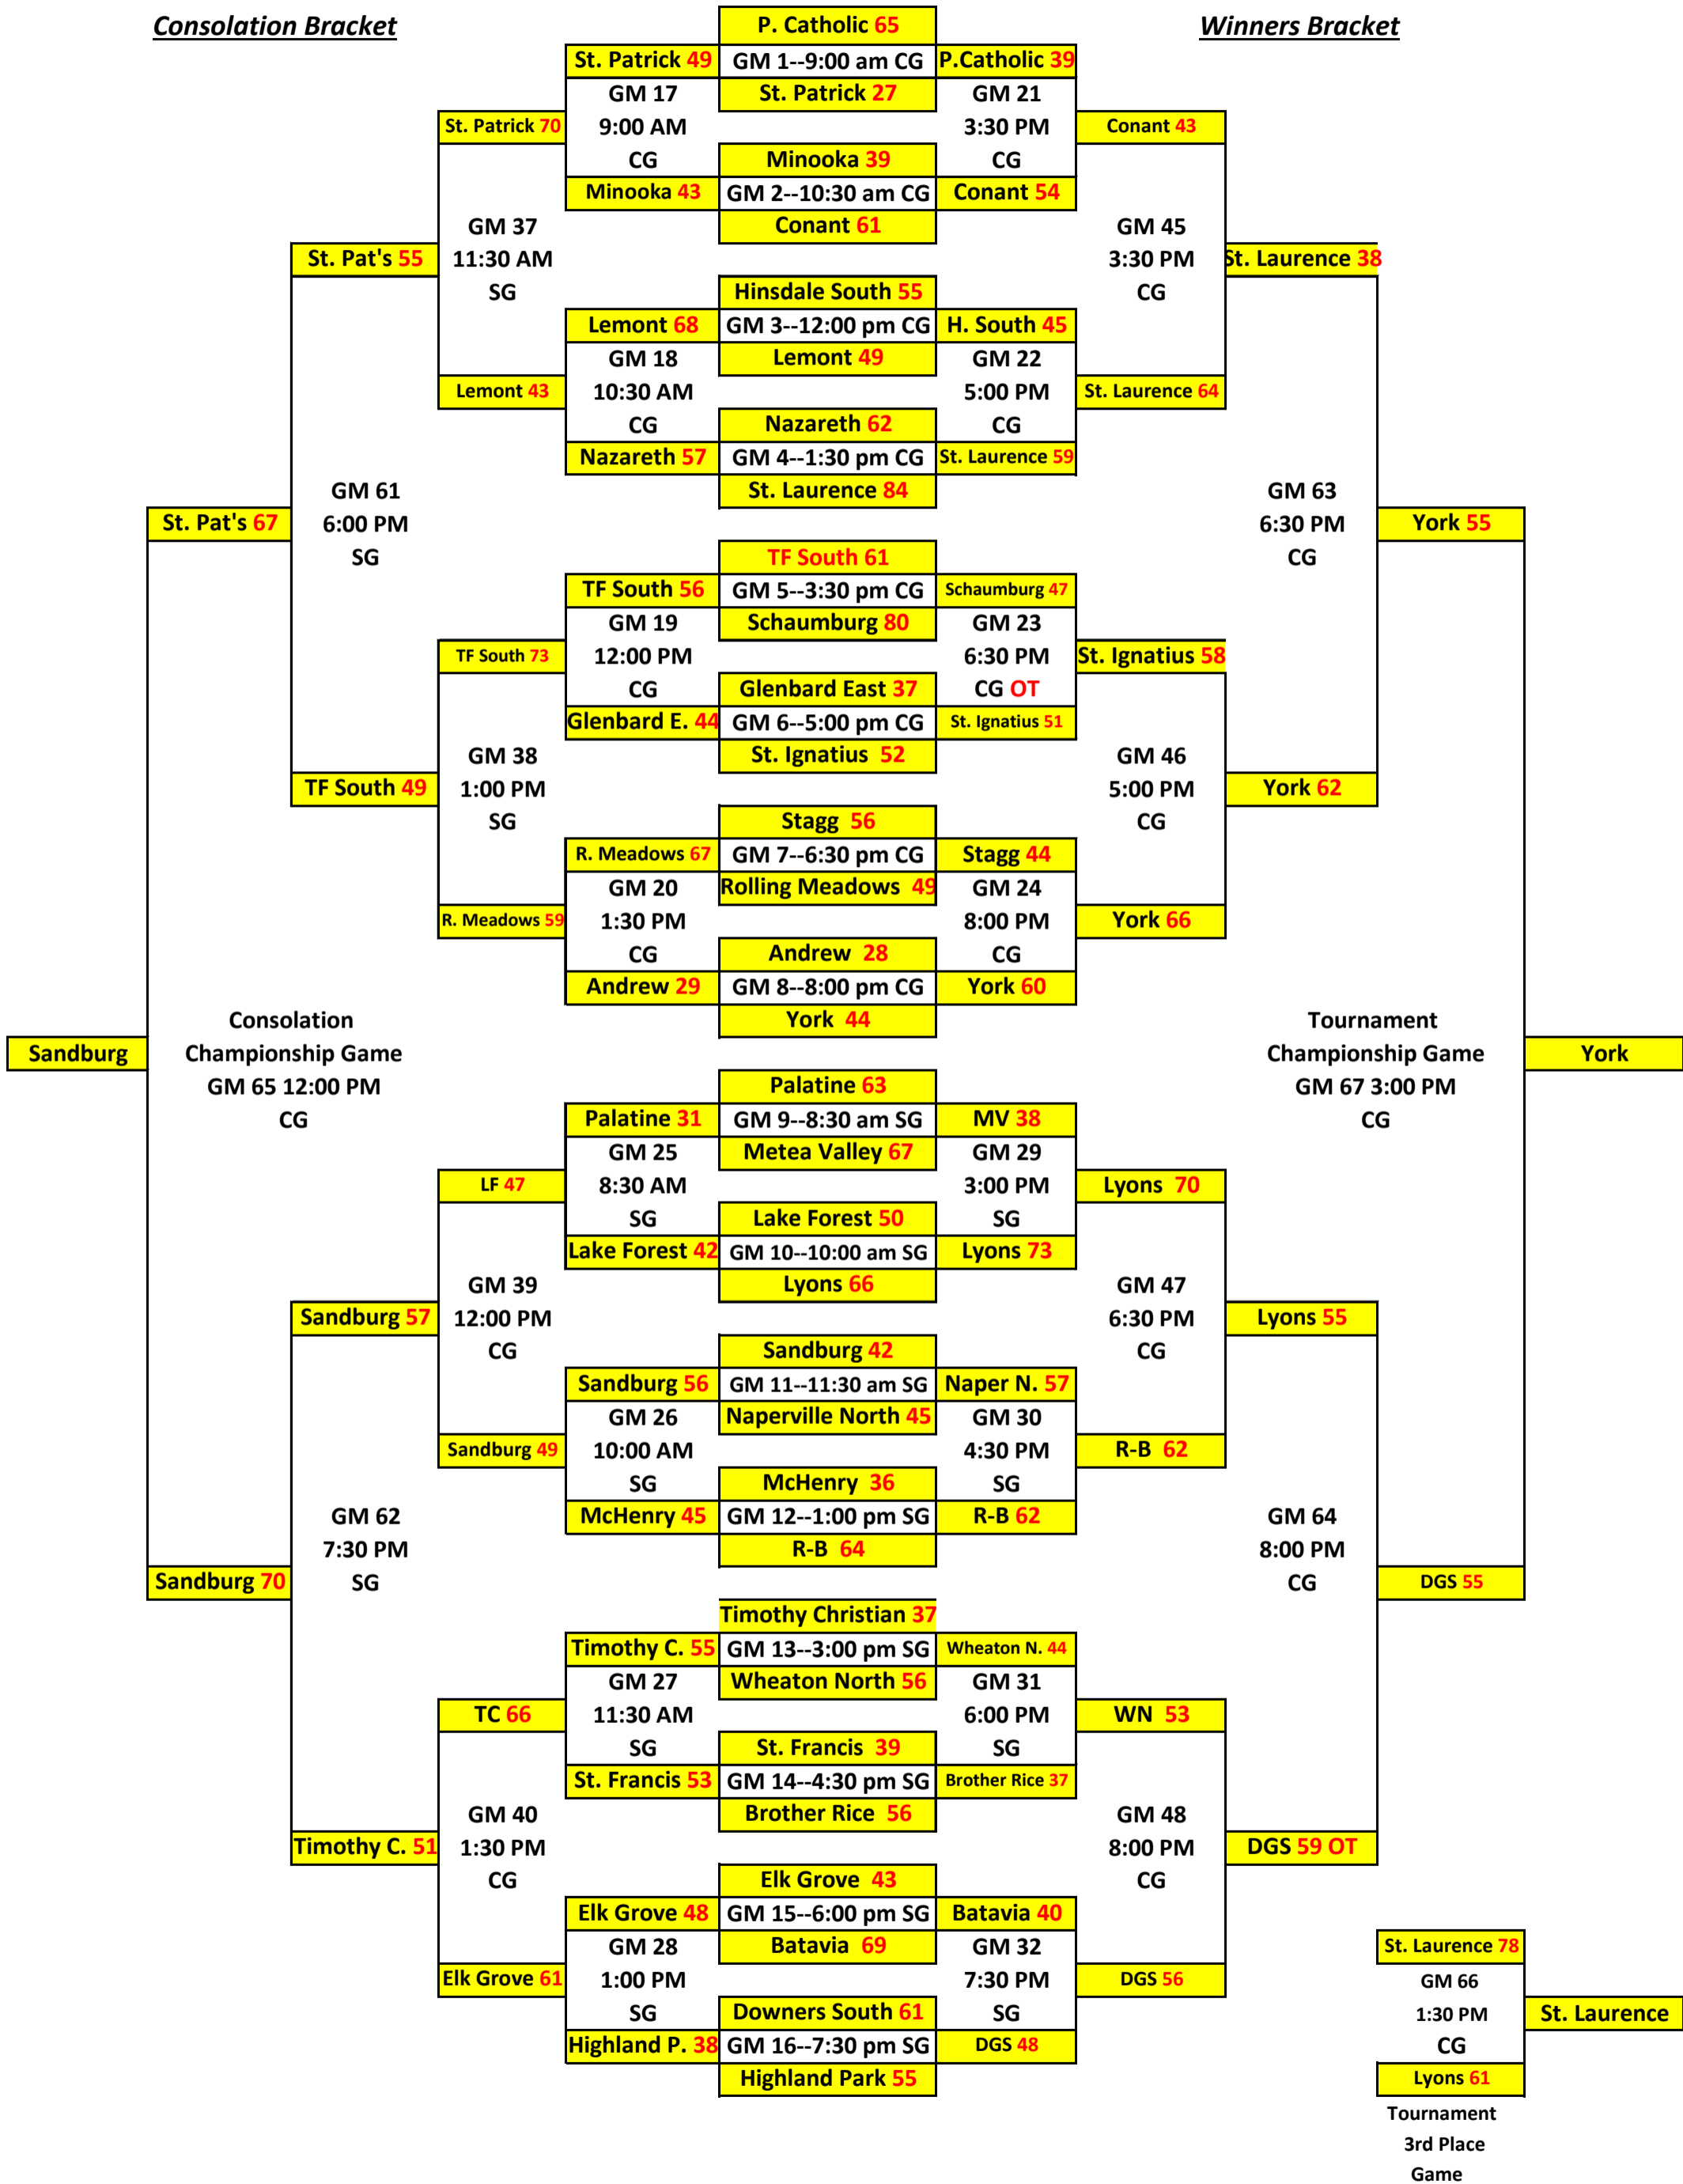 Consolation Bracket
Winners Bracket
P. Catholic 65
St. Patrick 49 GM 1--9:00 am CG P.Catholic 39
GM 17 St. Patrick 27 GM 21
St. Patrick 70 9:00 AM 3:30 PM Conant 43
CG Minooka 39 CG
Minooka 43 GM 2--10:30 am CG Conant 54
GM 37 Conant 61 GM 45
St. Pat's 55 11:30 AM 3:30 PM St. Laurence 38
SG Hinsdale South 55 CG
Lemont 68 GM 3--12:00 pm CG H. South 45
GM 18 Lemont 49 GM 22
Lemont 43 10:30 AM 5:00 PM St. Laurence 64
CG Nazareth 62 CG
Nazareth 57 GM 4--1:30 pm CG St. Laurence 59
GM 61 St. Laurence 84 GM 63
St. Pat's 67 6:00 PM 6:30 PM York 55
SG TF South 61 CG
TF South 56 GM 5--3:30 pm CG Schaumburg 47
GM 19 Schaumburg 80 GM 23
TF South 73 12:00 PM 6:30 PM St. Ignatius 58
CG Glenbard East 37 CG OT
Glenbard E. 44 GM 6--5:00 pm CG St. Ignatius 51
GM 38 St. Ignatius 52 GM 46
TF South 49 1:00 PM 5:00 PM York 62
SG Stagg 56 CG
R. Meadows 67 GM 7--6:30 pm CG Stagg 44
GM 20 Rolling Meadows 49 GM 24
R. Meadows 59 1:30 PM 8:00 PM York 66
CG Andrew 28 CG
Andrew 29 GM 8--8:00 pm CG York 60
Consolation York 44 Tournament
Sandburg Championship Game Championship Game York
GM 65 12:00 PM Palatine 63 GM 67 3:00 PM
CG Palatine 31 GM 9--8:30 am SG MV 38 CG
GM 25 Metea Valley 67 GM 29
LF 47 8:30 AM 3:00 PM Lyons 70
SG Lake Forest 50 SG
Lake Forest 42 GM 10--10:00 am SG Lyons 73
GM 39 Lyons 66 GM 47
Sandburg 57 12:00 PM 6:30 PM Lyons 55
CG Sandburg 42 CG
Sandburg 56 GM 11--11:30 am SG Naper N. 57
GM 26 Naperville North 45 GM 30
Sandburg 49 10:00 AM 4:30 PM R-B 62
SG McHenry 36 SG
McHenry 45 GM 12--1:00 pm SG R-B 62
GM 62 GM 64
7:30 PM R-B 64 8:00 PM
Sandburg 70 SG CG DGS 55
Timothy Christian 37
Timothy C. 55 GM 13--3:00 pm SG Wheaton N. 44
GM 27 Wheaton North 56 GM 31
TC 66 11:30 AM 6:00 PM WN 53
SG St. Francis 39 SG
St. Francis 53 GM 14--4:30 pm SG Brother Rice 37
GM 40 Brother Rice 56 GM 48
Timothy C. 51 1:30 PM 8:00 PM DGS 59 OT
CG Elk Grove 43 CG
Elk Grove 48 GM 15--6:00 pm SG Batavia 40
GM 28 Batavia 69 GM 32 St. Laurence 78
Elk Grove 61 1:00 PM 7:30 PM DGS 56 GM 66
SG Downers South 61 SG 1:30 PM St. Laurence
Highland P. 38 GM 16--7:30 pm SG DGS 48 CG
Highland Park 55 Lyons 61
Tournament
3rd Place
Game